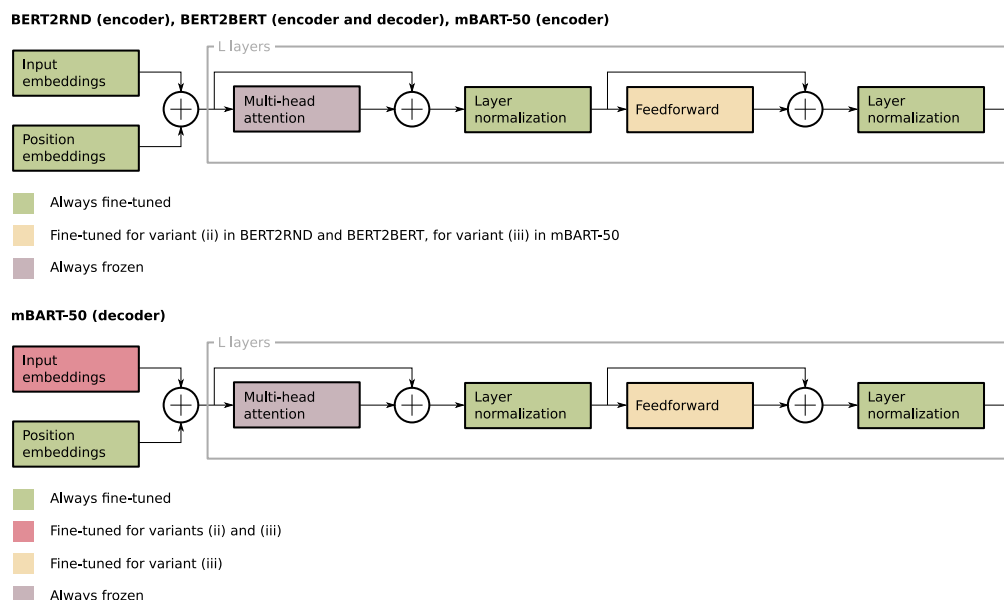 BERT2RND (encoder), BERT2BERT (encoder and decoder), mBART-50 (encoder)
L layers
Input
embeddings
Position
embeddings
Multi-head
attention
Layer
normalization
Feedforward
Layer
normalization
Always fine-tuned
Fine-tuned for variant (ii) in BERT2RND and BERT2BERT, for variant (iii) in mBART-50
Always frozen
mBART-50 (decoder)
L layers
Input
embeddings
Position
embeddings
Multi-head
attention
Layer
normalization
Feedforward
Layer
normalization
Always fine-tuned
Fine-tuned for variants (ii) and (iii)
Fine-tuned for variant (iii)
Always frozen